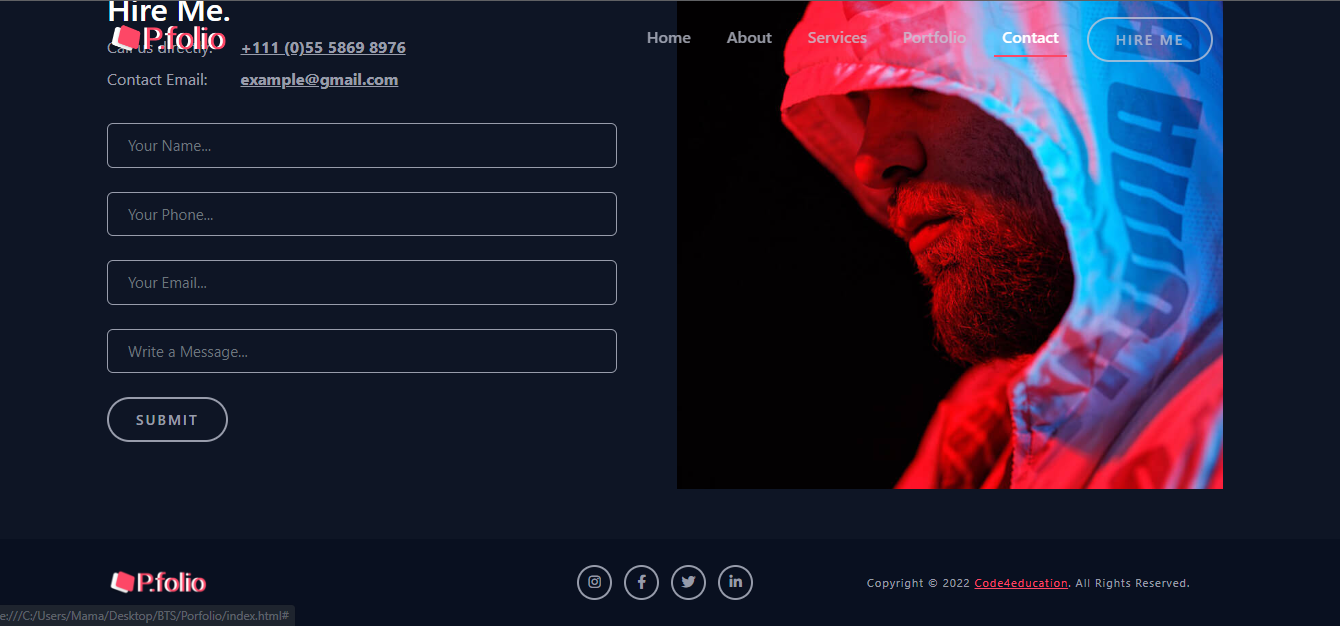 Hire Me.
P.folio
Home About Services Portfolio Contact HIRE ME
Call us directly: +111 (0)55 5869 8976
Contact Email: example@gmail.com
Your Name...
Your Phone...
Your Email...
Write a Message...
SUBMIT
P.folio
Copyright © 2022 Code4education. All Rights Reserved.
e:///C:/Users/Mama/Desktop/BTS/Porfolio/index.html#